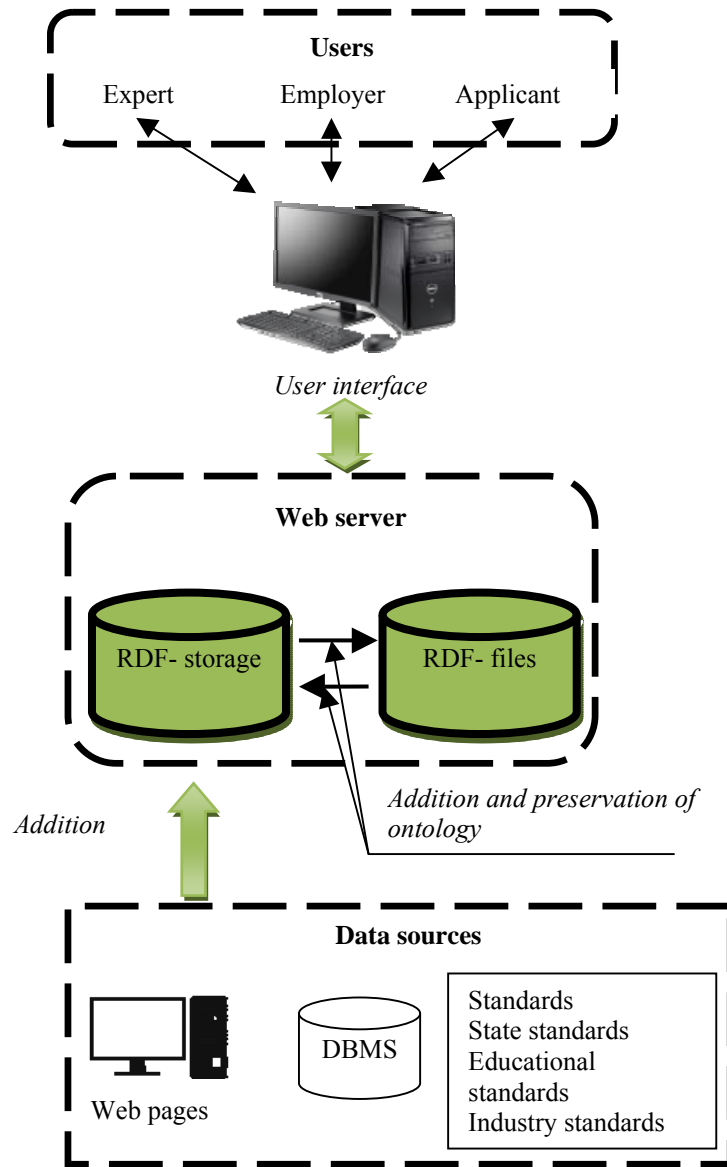 Users
Expert Employer Applicant
User interface
Web server
RDF- storage RDF- files
Addition
Addition and preservation of
ontology
Data sources
Standards
State standards
Educational
standards
Industry standards
DBMS
Web pages